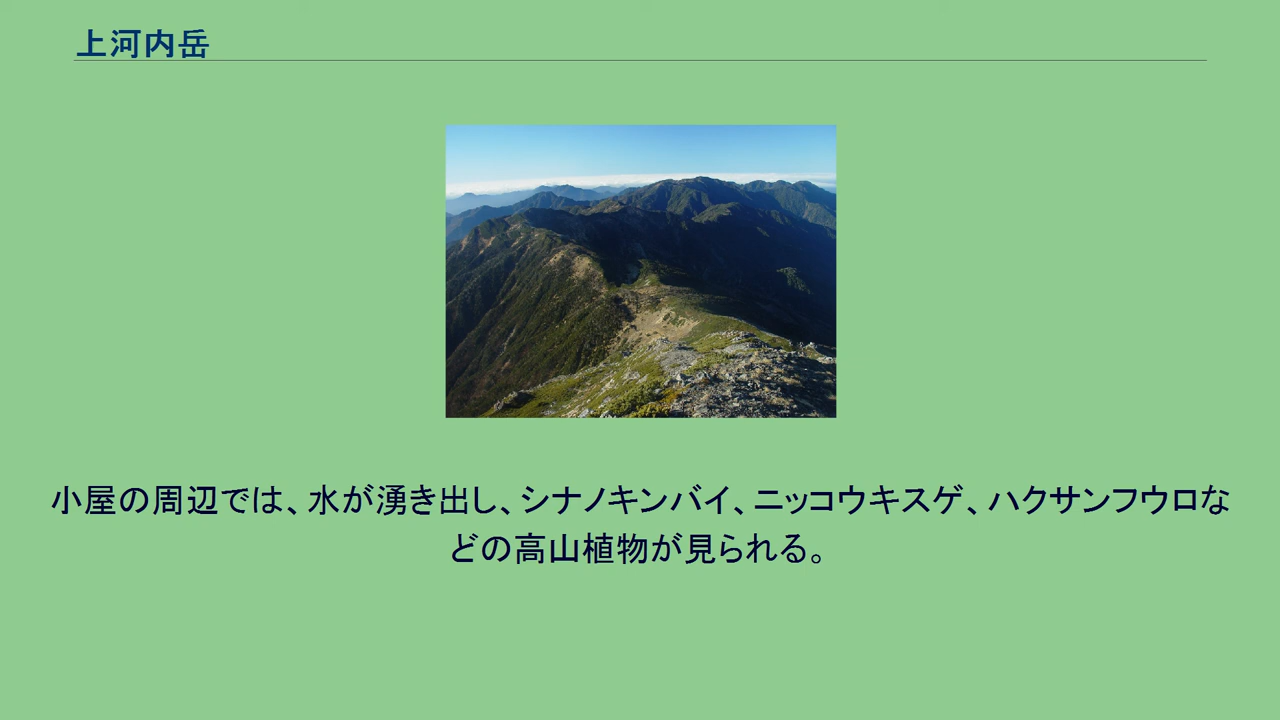 上河内岳
小屋の周辺では、水が湧き出し、シナノキンバイ、ニッコウキスゲ、ハクサンフウロな
どの高山植物が見られる。